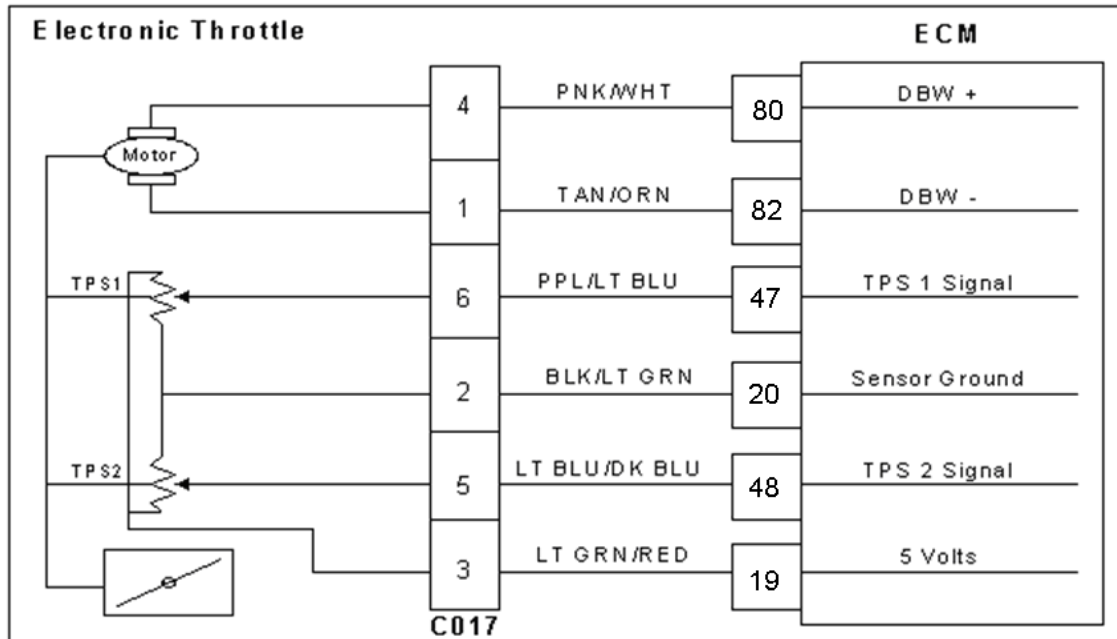 Electronic Throttle
ECM
4 PNK/WHT 80 DBW +
Motor
1 TAN/ORN 82 DBW -
TPS1 6 PPL/LT BLU 47 TPS 1 Signal
2 BLK/LT GRN 20 Sensor Ground
TPS2 5 LT BLU/DK BLU 48 TPS 2 Signal
3 LT GRN/RED 19 5 Volts
C017